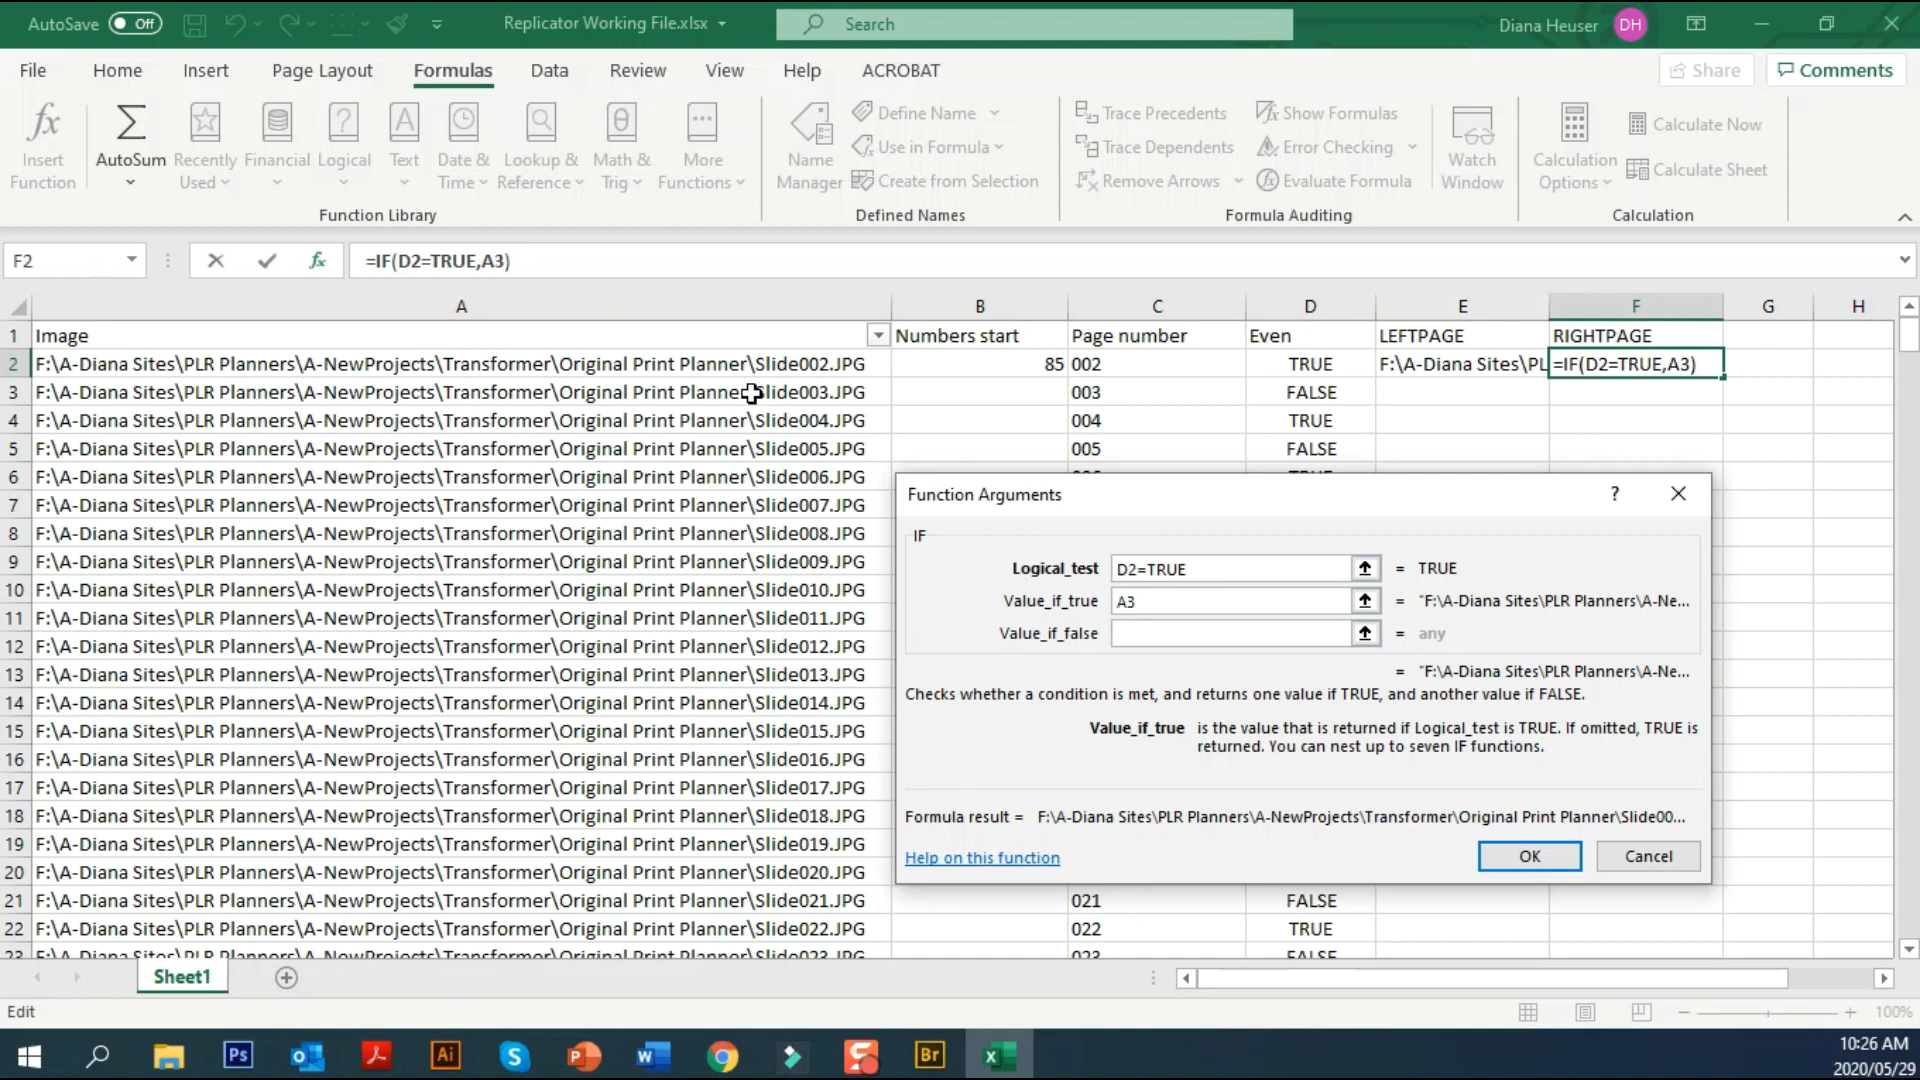 AutoSave Off Replicator Working File.xlsx Search Diana Heuser DH
File Home Insert Page Layout Formulas Data Review View Help ACROBAT Share Comments
Insert Function
AutoSum
Recently Used
Financial
Logical
Text
Date & Time
Lookup & Reference
Math & Trig
More Functions
Function Library
Name Manager
Define Name
Use in Formula
Create from Selection
Defined Names
Trace Precedents
Trace Dependents
Remove Arrows
Show Formulas
Error Checking
Evaluate Formula
Formula Auditing
Watch Window
Calculation Options
Calculate Now
Calculate Sheet
Calculation
F2 fx =IF(D2=TRUE,A3)
A B C D E F G H
1 Image Numbers start Page number Even LEFTPAGE RIGHTPAGE
2 F:\A-Diana Sites\PLR Planners\A-NewProjects\Transformer\Original Print Planner\Slide002.JPG 85 002 TRUE F:\A-Diana Sites\PL =IF(D2=TRUE,A3)
3 F:\A-Diana Sites\PLR Planners\A-NewProjects\Transformer\Original Print Planner\Slide003.JPG 003 FALSE
4 F:\A-Diana Sites\PLR Planners\A-NewProjects\Transformer\Original Print Planner\Slide004.JPG 004 TRUE
5 F:\A-Diana Sites\PLR Planners\A-NewProjects\Transformer\Original Print Planner\Slide005.JPG 005 FALSE
6 F:\A-Diana Sites\PLR Planners\A-NewProjects\Transformer\Original Print Planner\Slide006.JPG
7 F:\A-Diana Sites\PLR Planners\A-NewProjects\Transformer\Original Print Planner\Slide007.JPG
8 F:\A-Diana Sites\PLR Planners\A-NewProjects\Transformer\Original Print Planner\Slide008.JPG
9 F:\A-Diana Sites\PLR Planners\A-NewProjects\Transformer\Original Print Planner\Slide009.JPG
10 F:\A-Diana Sites\PLR Planners\A-NewProjects\Transformer\Original Print Planner\Slide010.JPG
11 F:\A-Diana Sites\PLR Planners\A-NewProjects\Transformer\Original Print Planner\Slide011.JPG
12 F:\A-Diana Sites\PLR Planners\A-NewProjects\Transformer\Original Print Planner\Slide012.JPG
13 F:\A-Diana Sites\PLR Planners\A-NewProjects\Transformer\Original Print Planner\Slide013.JPG
14 F:\A-Diana Sites\PLR Planners\A-NewProjects\Transformer\Original Print Planner\Slide014.JPG
15 F:\A-Diana Sites\PLR Planners\A-NewProjects\Transformer\Original Print Planner\Slide015.JPG
16 F:\A-Diana Sites\PLR Planners\A-NewProjects\Transformer\Original Print Planner\Slide016.JPG
17 F:\A-Diana Sites\PLR Planners\A-NewProjects\Transformer\Original Print Planner\Slide017.JPG
18 F:\A-Diana Sites\PLR Planners\A-NewProjects\Transformer\Original Print Planner\Slide018.JPG
19 F:\A-Diana Sites\PLR Planners\A-NewProjects\Transformer\Original Print Planner\Slide019.JPG
20 F:\A-Diana Sites\PLR Planners\A-NewProjects\Transformer\Original Print Planner\Slide020.JPG
21 F:\A-Diana Sites\PLR Planners\A-NewProjects\Transformer\Original Print Planner\Slide021.JPG 021 FALSE
22 F:\A-Diana Sites\PLR Planners\A-NewProjects\Transformer\Original Print Planner\Slide022.JPG 022 TRUE
23 F:\A-Diana Sites\PLR Planners\A-NewProjects\Transformer\Original Print Planner\Slide023.JPG 023 FALSE
Function Arguments ?
IF
Logical_test D2=TRUE = TRUE
Value_if_true A3 = "F:\A-Diana Sites\PLR Planners\A-Ne...
Value_if_false = any
= "F:\A-Diana Sites\PLR Planners\A-Ne...
Checks whether a condition is met, and returns one value if TRUE, and another value if FALSE.
Value_if_true is the value that is returned if Logical_test is TRUE. If omitted, TRUE is
returned. You can nest up to seven IF functions.
Formula result = F:\A-Diana Sites\PLR Planners\A-NewProjects\Transformer\Original Print Planner\Slide00...
Help on this function OK Cancel
Sheet1
Edit 100%
Ps Ai S P W Br X
10:26 AM
2020/05/29